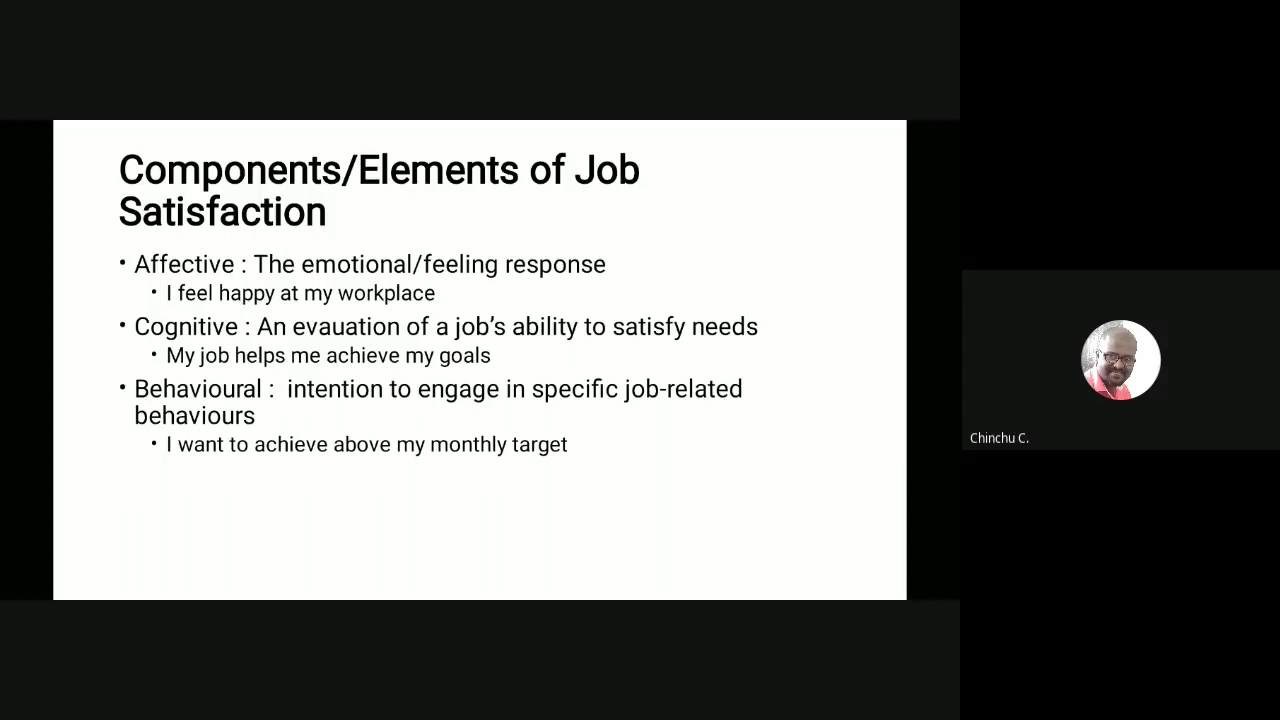 Components/Elements of Job
Satisfaction
• Affective : The emotional/feeling response
• I feel happy at my workplace
• Cognitive : An evauation of a job’s ability to satisfy needs
• My job helps me achieve my goals
• Behavioural :  intention to engage in specific job-related
behaviours
• I want to achieve above my monthly target
Chinchu C.